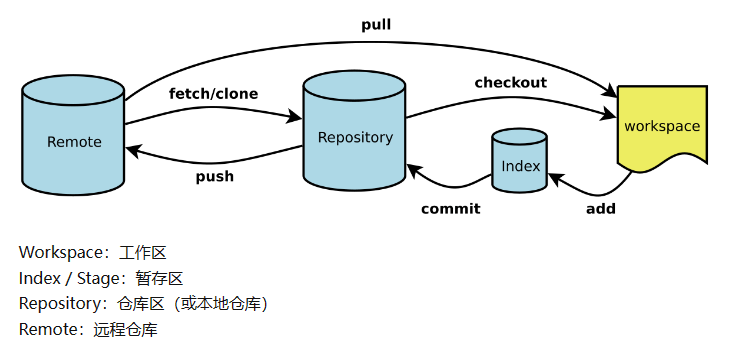 pull
fetch/clone
checkout
Remote
Repository
workspace
Index
push
commit
add
Workspace：工作区
Index / Stage：暂存区
Repository：仓库区（或本地仓库）
Remote：远程仓库